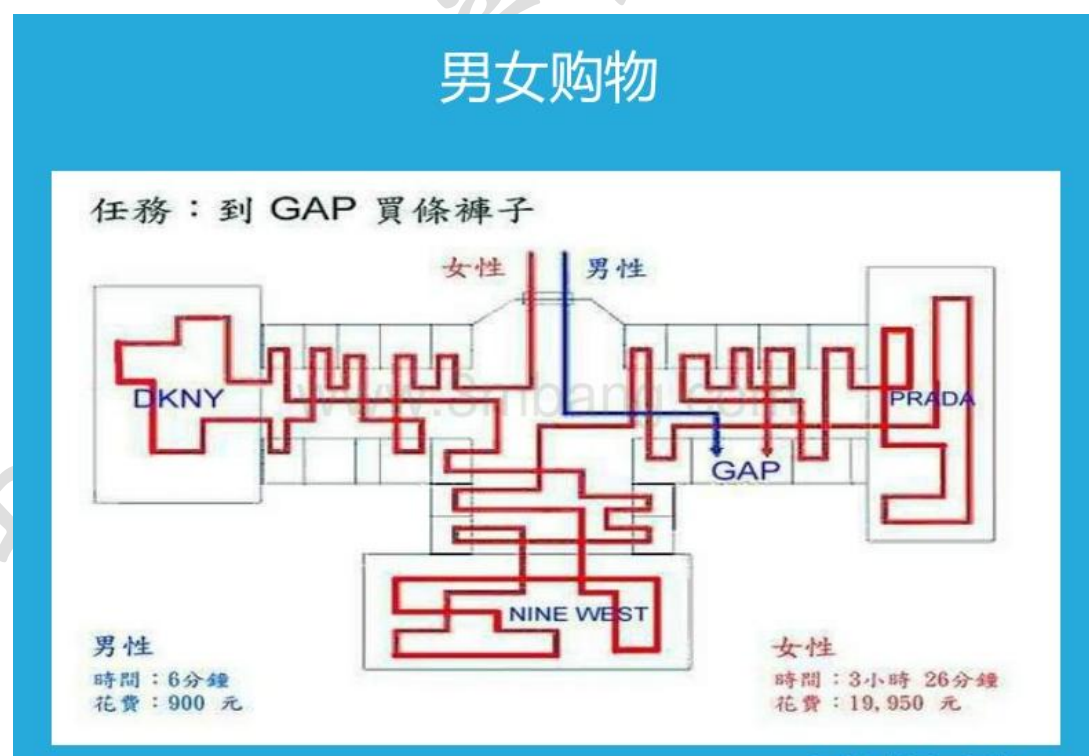 男女购物
任務：到 GAP 買條褲子
女性
男性
DKNY
PRADA
GAP
NINE WEST
男性
時間：6分鐘
花費：900 元
女性
時間：3小時 26分鐘
花費：19,950 元